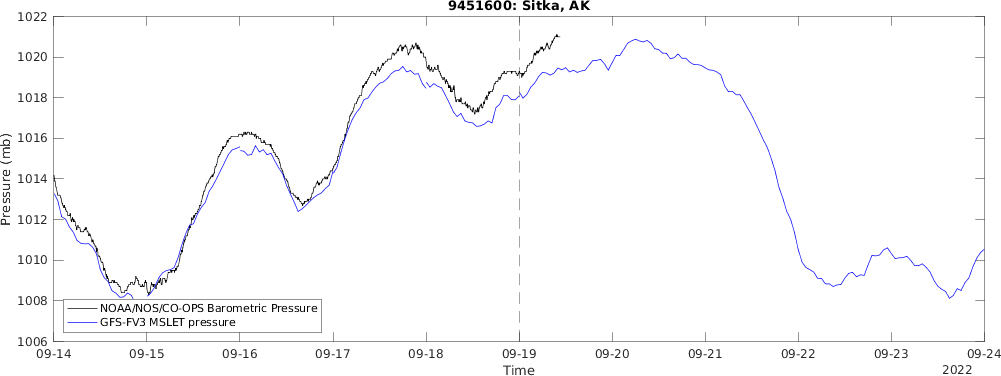 9451600: Sitka, AK
1022
1020
1018
1016
1014
1012
1010
1008
1006
Pressure (mb)
NOAA/NOS/CO-OPS Barometric Pressure
GFS-FV3 MSLET pressure
09-14 09-15 09-16 09-17 09-18 09-19 09-20 09-21 09-22 09-23 09-24
Time
2022